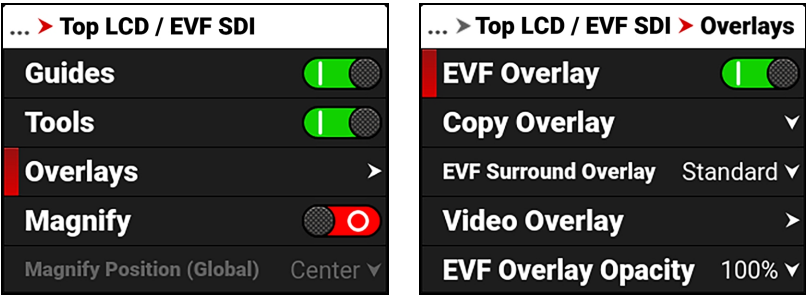 ... > Top LCD / EVF SDI
Guides
Tools
Overlays
Magnify
Magnify Position (Global) Center
... > Top LCD / EVF SDI > Overlays
EVF Overlay
Copy Overlay
EVF Surround Overlay Standard
Video Overlay
EVF Overlay Opacity 100%